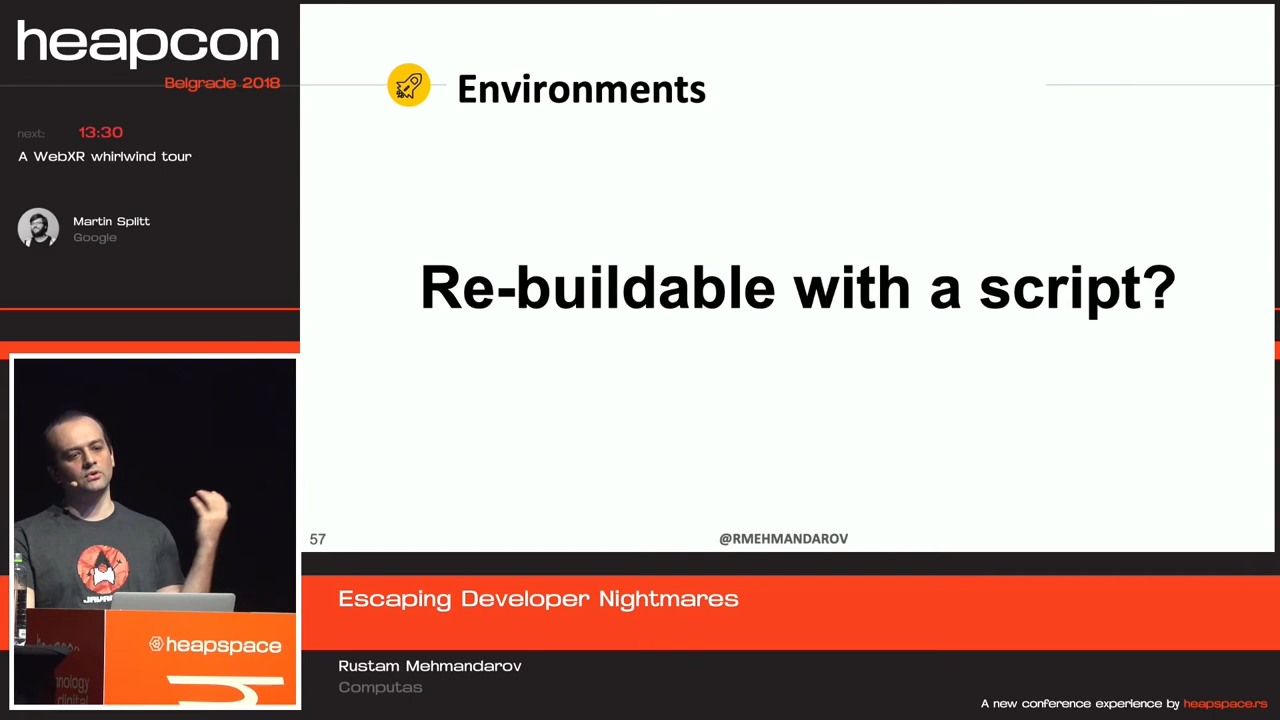 heapcon
Belgrade 2018
next: 13:30
A WebXR whirlwind tour
Martin Splitt
Google
Environments
Re-buildable with a script?
57
@RMEHMANDAROV
heapspace
Escaping Developer Nightmares
Rustam Mehmandarov
Computas
A new conference experience by heapspace.rs